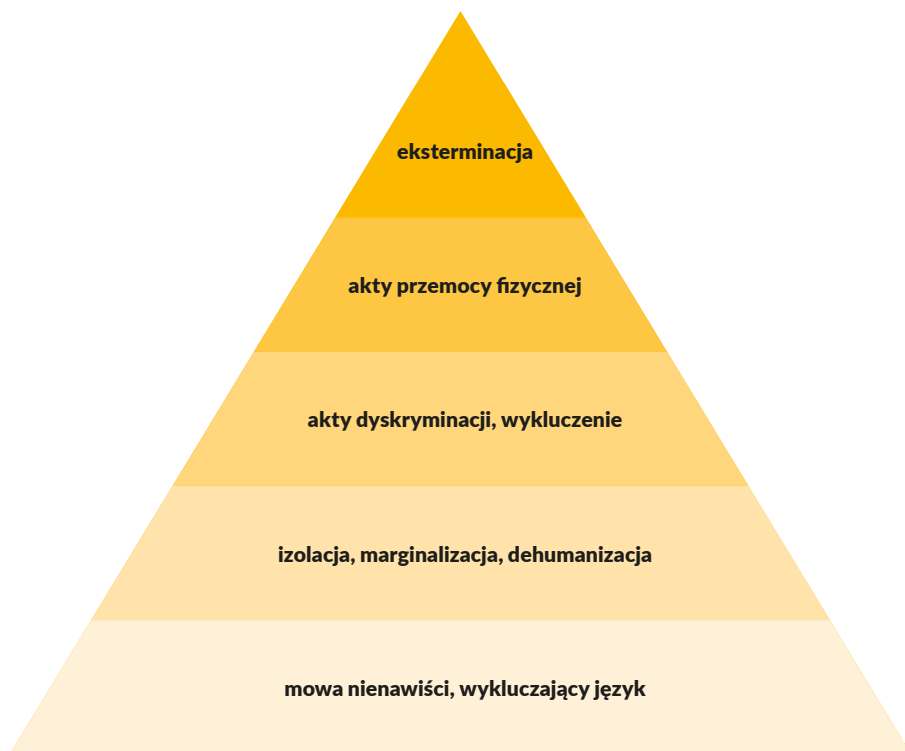 eksterminacja
akty przemocy fizycznej
akty dyskryminacji, wykluczenie
izolacja, marginalizacja, dehumanizacja
mowa nienawiści, wykluczający język